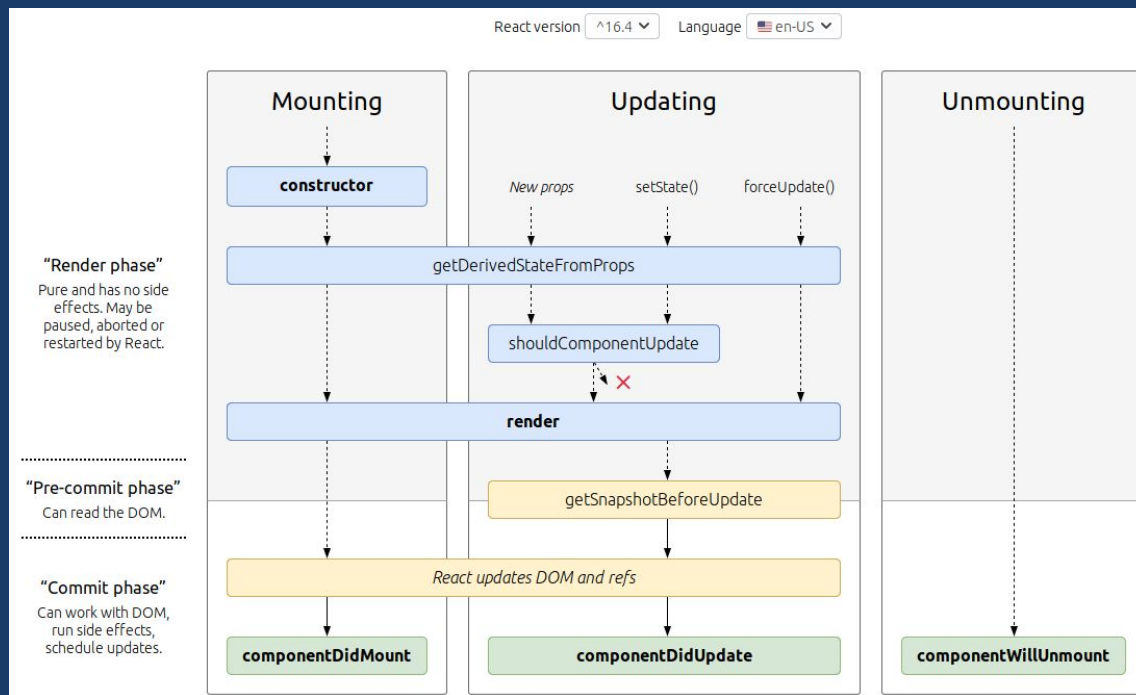 React version ^16.4 Language en-US
Mounting
Updating
Unmounting
constructor
New props
setState()
forceUpdate()
"Render phase"
Pure and has no side
effects. May be
paused, aborted or
restarted by React.
getDerivedStateFromProps
shouldComponentUpdate
render
“Pre-commit phase”
Can read the DOM.
getSnapshotBeforeUpdate
“Commit phase”
Can work with DOM,
run side effects,
schedule updates.
React updates DOM and refs
componentDidMount
componentDidUpdate
componentWillUnmount